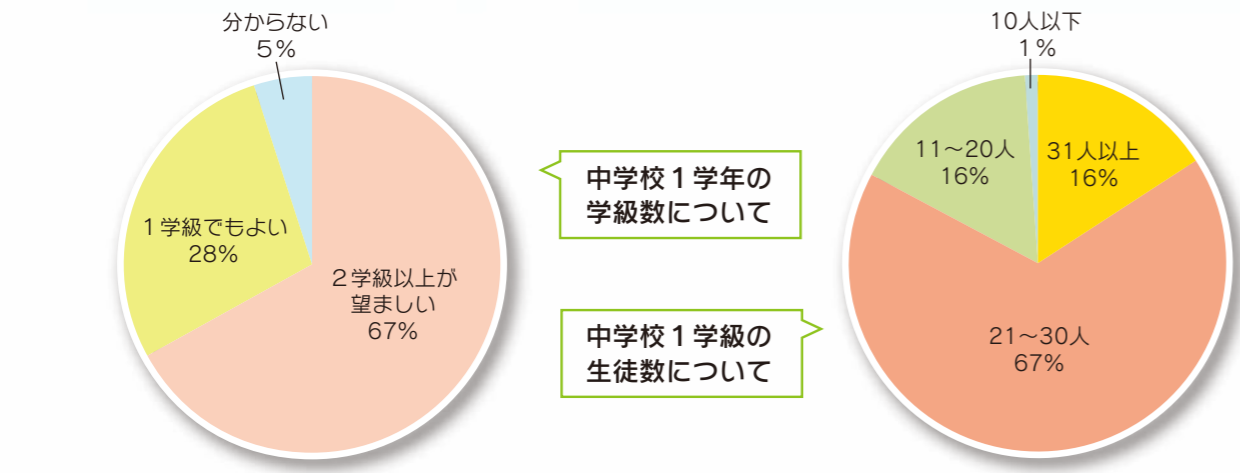 分からない
5%
1学級でもよい
28%
2学級以上が
望ましい
67%
中学校1学年の
学級数について
中学校1学級の
生徒数について
10人以下
1%
11～20人
16%
31人以上
16%
21～30人
67%